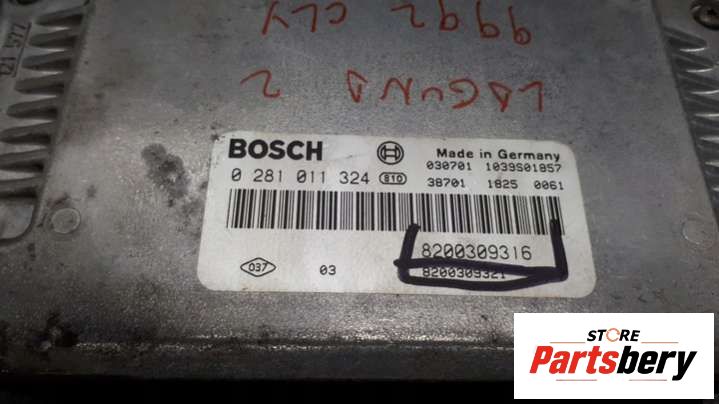 9992 CLY
LAGUNA 2
BOSCH
Made in Germany
030701 1039S01857
0 281 011 324 810
38701 1825 0061
8200309316
8200309321
037 03
STORE
Partsbery